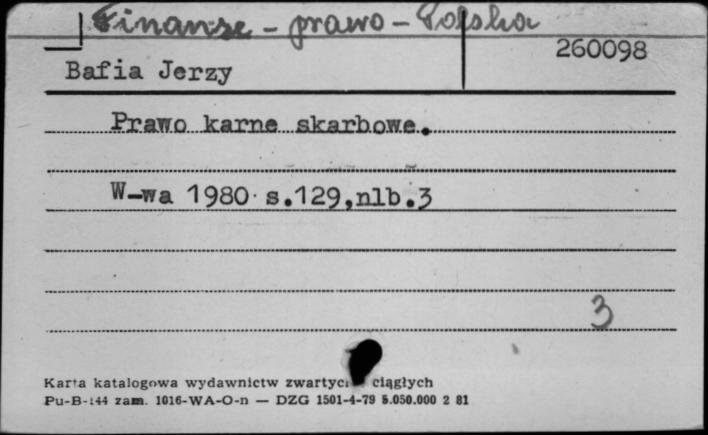 Finanse - prawo - Polska
260098
Bafia Jerzy
Prawo karne skarbowe.
W-wa 1980 s.129,nlb.3
3
Karta katalogowa wydawnictw ciągłych
Pu-B-144 zam. 1016-WA-O-n — DZG 1501-4-79 5.050.000 2 81